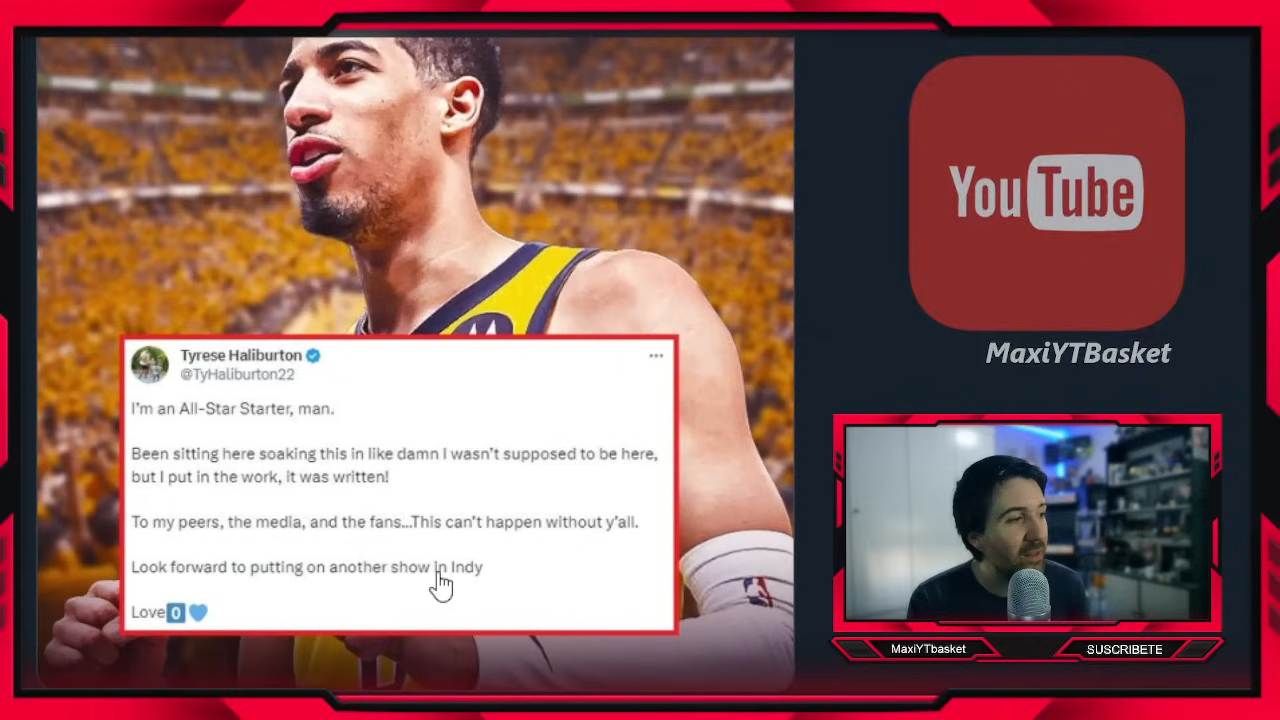 YouTube
MaxiYTBasket
Tyrese Haliburton
@TyHaliburton22
I'm an All-Star Starter, man.
Been sitting here soaking this in like damn I wasn't supposed to be here,
but I put in the work, it was written!
To my peers, the media, and the fans...This can't happen without y'all.
Look forward to putting on another show in Indy
Love 0
MaxiYTbasket
SUSCRIBETE